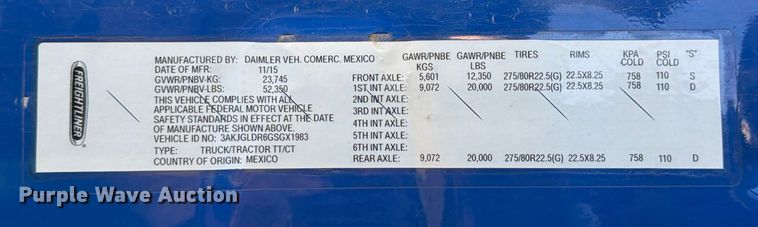 FREIGHTLINER
MANUFACTURED BY: DAIMLER VEH. COMERC. MEXICO
DATE OF MFR: 11/15
GVWR/PNBV-KG: 23,745
GVWR/PNBV-LBS: 52,350
THIS VEHICLE COMPLIES WITH ALL
APPLICABLE FEDERAL MOTOR VEHICLE
SAFETY STANDARDS IN EFFECT AT THE DATE
OF MANUFACTURE SHOWN ABOVE.
VEHICLE ID NO: 3AKJGLDR6GSGX1983
TYPE: TRUCK/TRACTOR TT/CT
COUNTRY OF ORIGIN: MEXICO
GAWR/PNBE KGS GAWR/PNBE LBS TIRES RIMS KPA COLD PSI COLD "S"
FRONT AXLE: 5,601 12,350 275/80R22.5(G) 22.5X8.25 758 110 S
1ST INT AXLE: 9,072 20,000 275/80R22.5(G) 22.5X8.25 758 110 D
2ND INT AXLE:
3RD INT AXLE:
4TH INT AXLE:
5TH INT AXLE:
6TH INT AXLE:
REAR AXLE: 9,072 20,000 275/80R22.5(G) 22.5X8.25 758 110 D
Purple Wave Auction